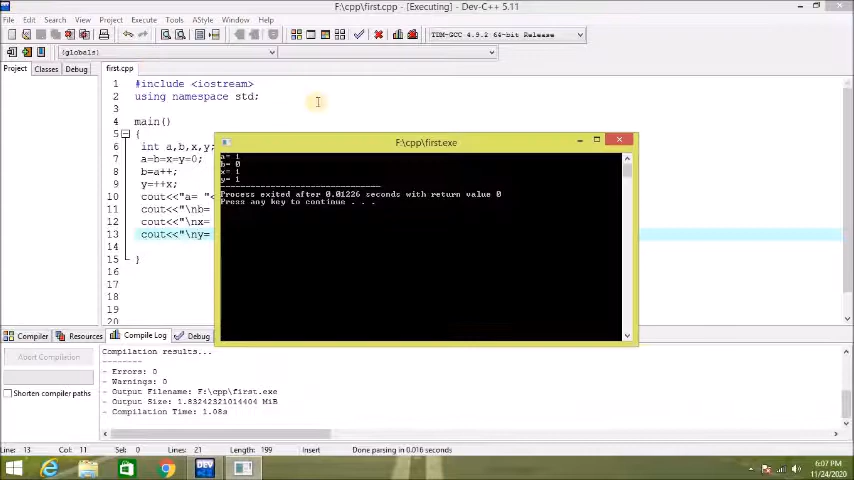 F:\cpp\first.cpp - [Executing] - Dev-C++ 5.11
File Edit Search View Project Execute Tools AStyle Window Help
TDM-GCC 4.9.2 64-bit Release
(globals)
Project Classes Debug
first.cpp
1 #include <iostream>
2 using namespace std;
3
4 main()
5 {
6 int a,b,x,y;
7 a=b=x=y=0;
8 b=a++;
9 y=++x;
10 cout<<"a= "<
11 cout<<"\nb=
12 cout<<"\nx=
13 cout<<"\ny=
14
15 }
16
17
18
19
20
F:\cpp\first.exe
a= 1
b= 0
x= 1
y= 1
--------------------------------
Process exited after 0.01226 seconds with return value 0
Press any key to continue . . .
Compiler Resources Compile Log Debug
Abort Compilation
Shorten compiler paths
Compilation results...
--------
- Errors: 0
- Warnings: 0
- Output Filename: F:\cpp\first.exe
- Output Size: 1.83242321014404 MiB
- Compilation Time: 1.08s
Line: 13 Col: 11 Sel: 0 Lines: 21 Length: 199 Insert Done parsing in 0.016 seconds
DEV
6:07 PM
11/24/2020